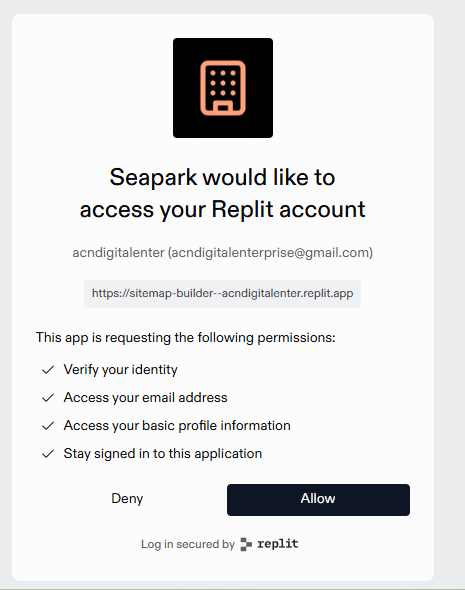 Seapark would like to
access your Replit account
acndigitalenter (acndigitalenterprise@gmail.com)
https://sitemap-builder--acndigitalenter.replit.app
This app is requesting the following permissions:
Verify your identity
Access your email address
Access your basic profile information
Stay signed in to this application
Deny
Allow
Log in secured by replit